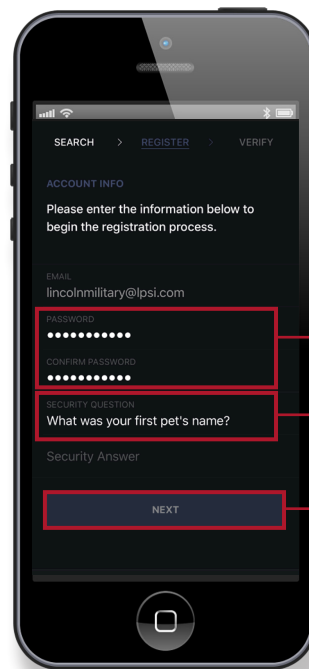 SEARCH > REGISTER > VERIFY
ACCOUNT INFO
Please enter the information below to
begin the registration process.
EMAIL
lincolnmilitary@lpsi.com
PASSWORD
●●●●●●●●●●●
CONFIRM PASSWORD
●●●●●●●●●●●
SECURITY QUESTION
What was your first pet's name?
Security Answer
NEXT